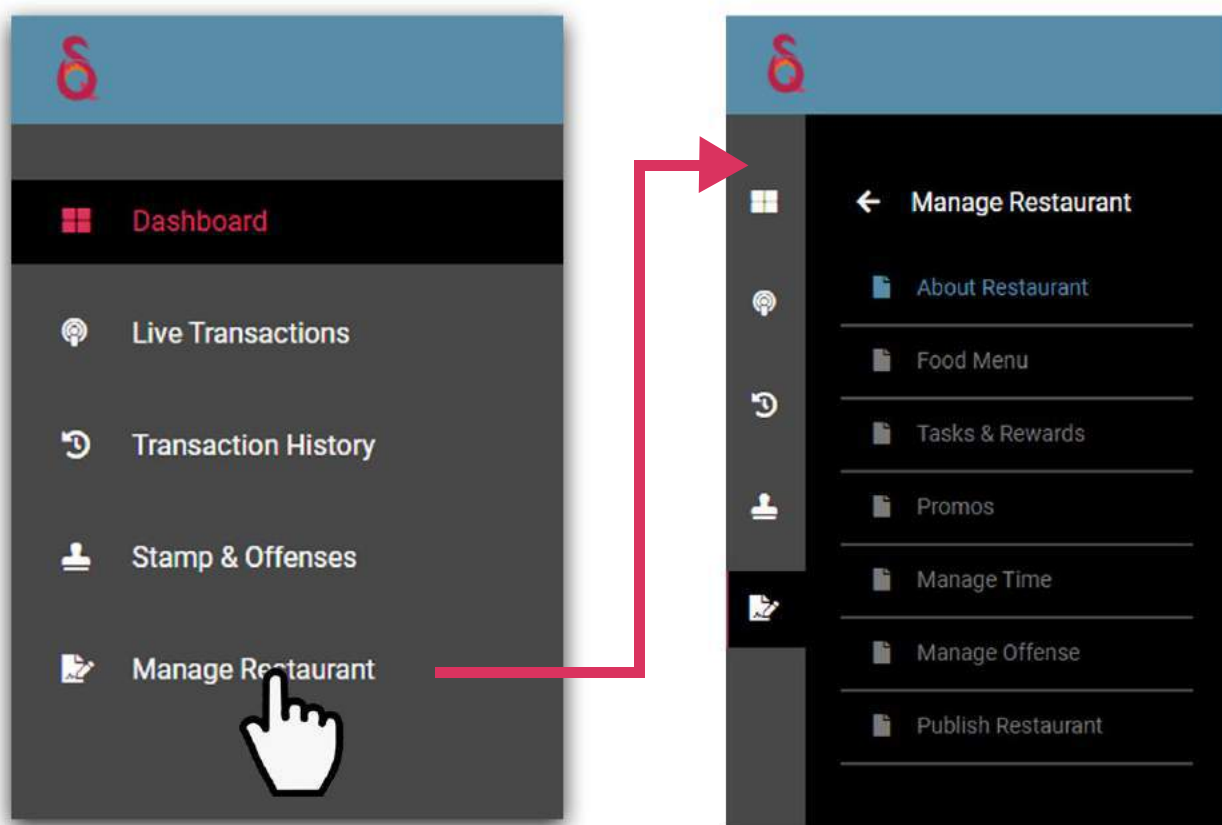 Dashboard
Live Transactions
Transaction History
Stamp & Offenses
Manage Restaurant
Manage Restaurant
About Restaurant
Food Menu
Tasks & Rewards
Promos
Manage Time
Manage Offense
Publish Restaurant